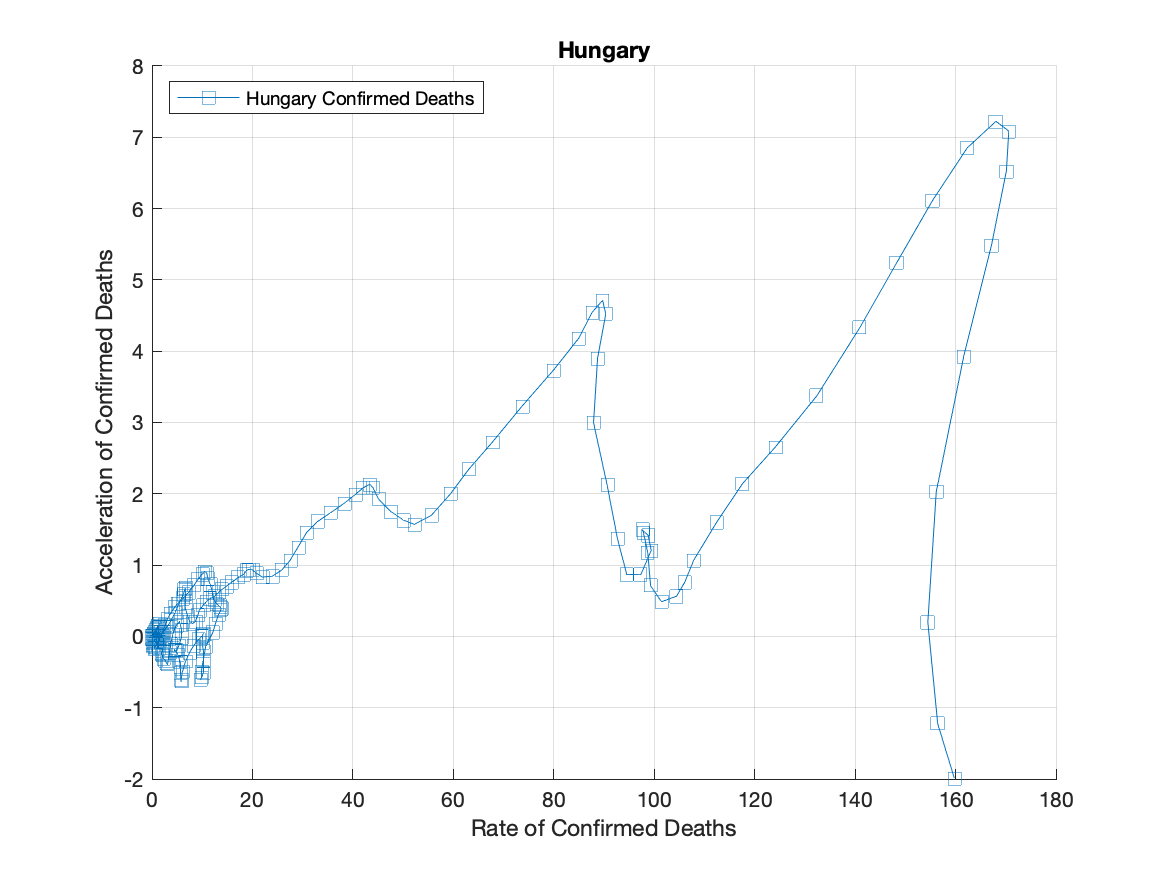 Hungary
Hungary Confirmed Deaths
8
7
6
5
4
3
2
1
0
-1
-2
Acceleration of Confirmed Deaths
0 20 40 60 80 100 120 140 160 180
Rate of Confirmed Deaths